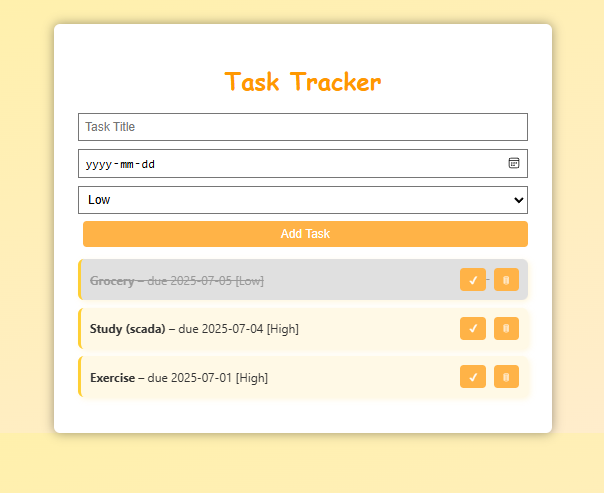 Task Tracker
Task Title
yyyy-mm-dd
Low
Add Task
Grocery – due 2025-07-05 [Low]
Study (scada) – due 2025-07-04 [High]
Exercise – due 2025-07-01 [High]